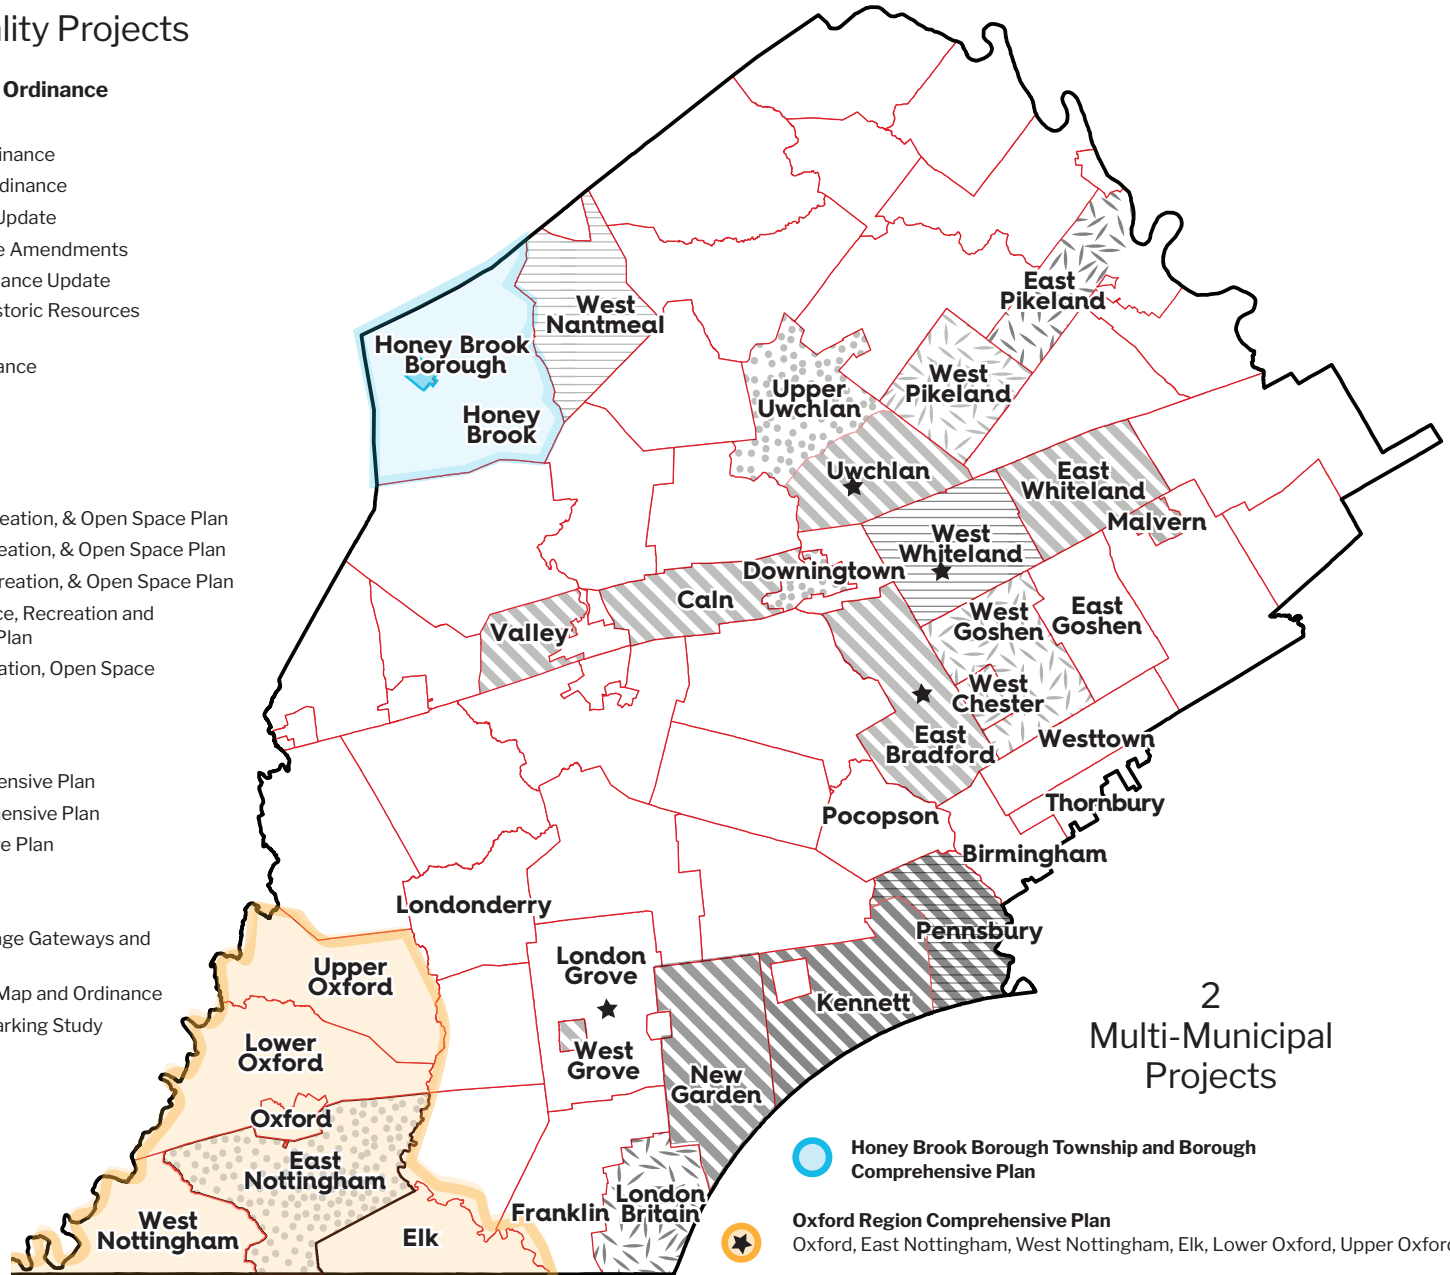 lity Projects
Ordinance
inance
dinance
Update
e Amendments
ance Update
storic Resources
ance
eation, & Open Space Plan
eation, & Open Space Plan
reation, & Open Space Plan
ce, Recreation and
Plan
ation, Open Space
ensive Plan
ensive Plan
e Plan
ge Gateways and
Map and Ordinance
arking Study
East
Pikeland
West
Nantmeal
Honey Brook
Borough
Honey
Brook
West
Pikeland
Upper
Uwchlan
Uwchlan
East
Whiteland
Malvern
West
Whiteland
Downingtown
Caln
Valley
West
Goshen
East
Goshen
West
Chester
East
Bradford
Westtown
Thornbury
Pocopson
Birmingham
Londonderry
Pennsbury
London
Grove
Upper
Oxford
Kennett
Lower
Oxford
West
Grove
New
Garden
Oxford
East
Nottingham
London
Britain
Franklin
West
Nottingham
Elk
2
Multi-Municipal
Projects
Honey Brook Borough Township and Borough
Comprehensive Plan
Oxford Region Comprehensive Plan
Oxford, East Nottingham, West Nottingham, Elk, Lower Oxford, Upper Oxford